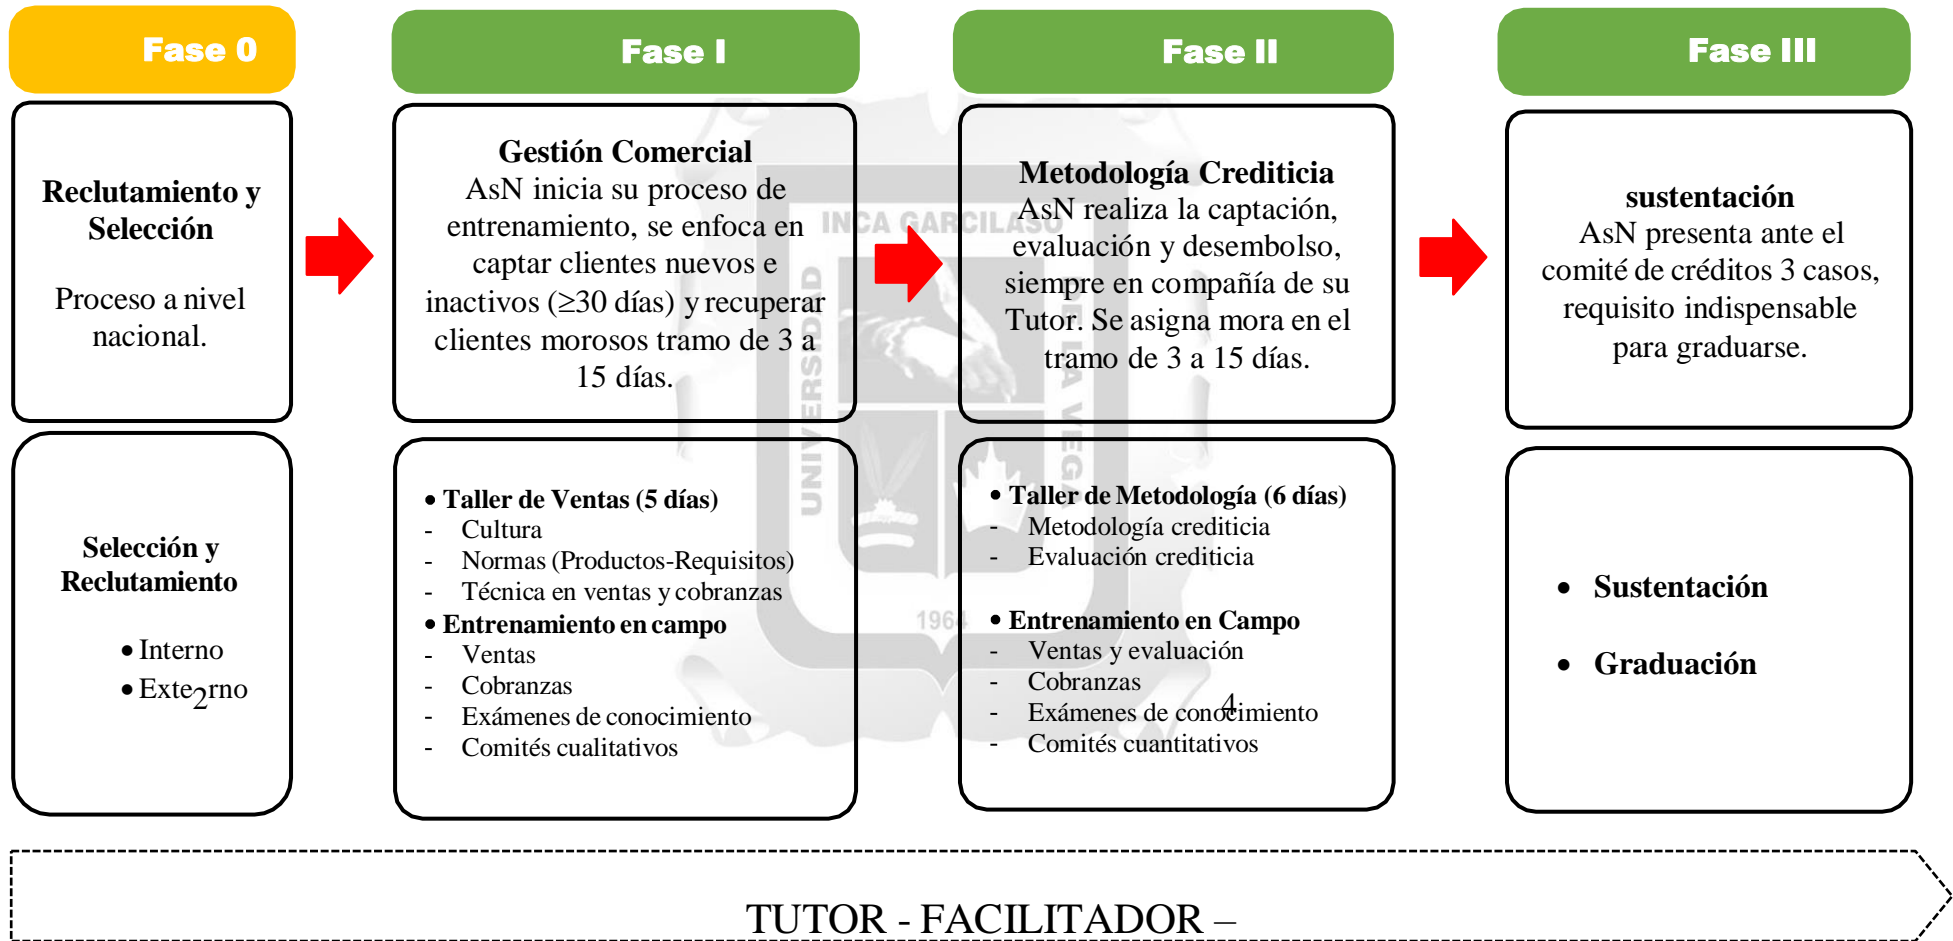 Fase 0
Fase I
Fase II
Fase III
Reclutamiento y
Selección
Proceso a nivel
nacional.
Gestión Comercial
AsN inicia su proceso de
entrenamiento, se enfoca en
captar clientes nuevos e
inactivos (≥30 días) y recuperar
clientes morosos tramo de 3 a
15 días.
Metodología Crediticia
AsN realiza la captación,
evaluación y desembolso,
siempre en compañía de su
Tutor. Se asigna mora en el
tramo de 3 a 15 días.
sustentación
AsN presenta ante el
comité de créditos 3 casos,
requisito indispensable
para graduarse.
Selección y
Reclutamiento
• Interno
• Externo
2
• Taller de Ventas (5 días)
- Cultura
- Normas (Productos-Requisitos)
- Técnica en ventas y cobranzas
• Entrenamiento en campo
- Ventas
- Cobranzas
- Exámenes de conocimiento
- Comités cualitativos
• Taller de Metodología (6 días)
- Metodología crediticia
- Evaluación crediticia
• Entrenamiento en Campo
- Ventas y evaluación
- Cobranzas
- Exámenes de conocimiento
4
- Comités cuantitativos
• Sustentación
• Graduación
TUTOR - FACILITADOR –
UNIVERSIDAD
INCA GARCILASO
DE LA VEGA
1964